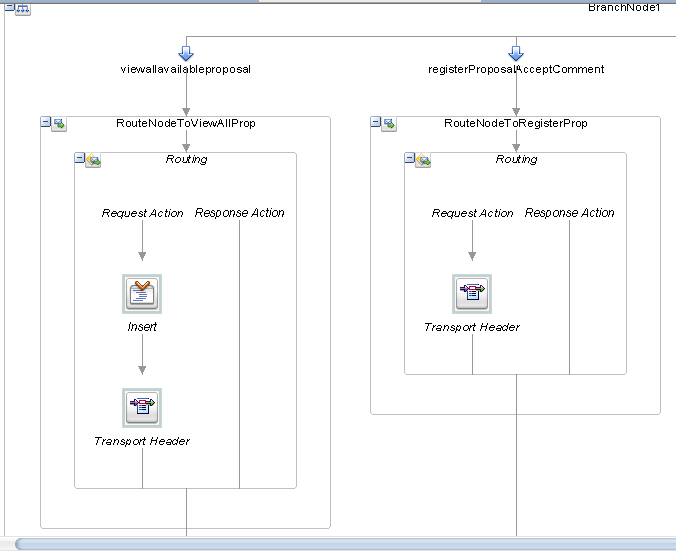 BranchNode1
viewallavailableproposal
registerProposalAcceptComment
RouteNodeToViewAllProp
RouteNodeToRegisterProp
Routing
Routing
Request Action
Response Action
Request Action
Response Action
Insert
Transport Header
Transport Header